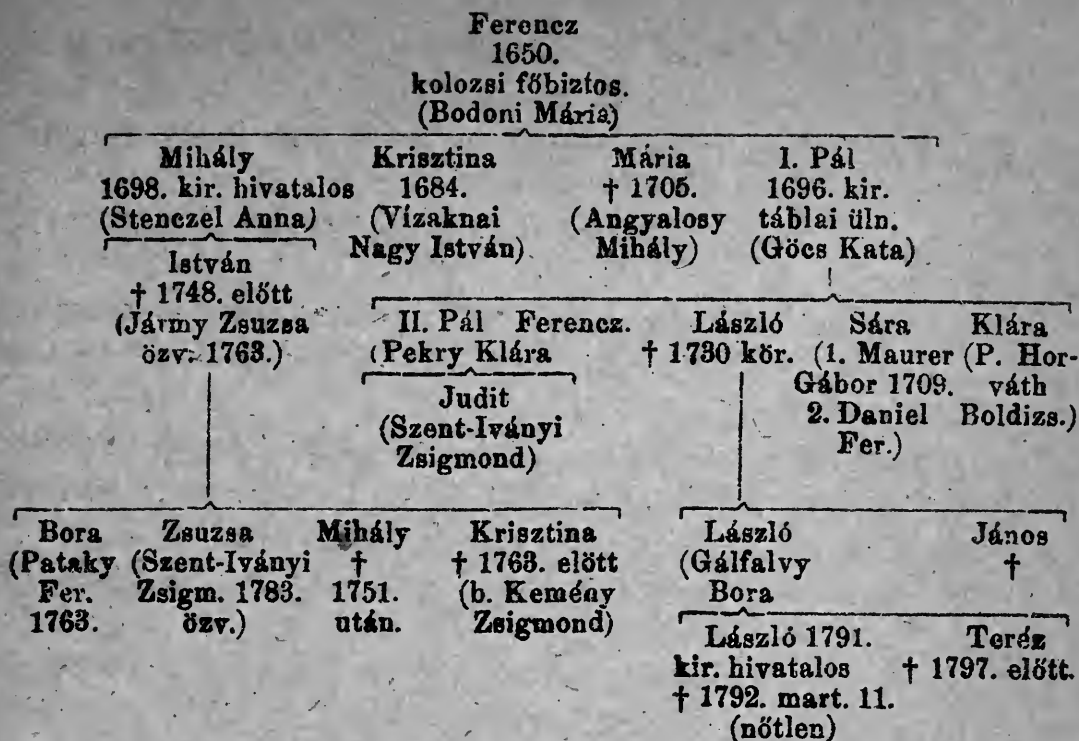 Ferencz
1650.
kolozsi főbiztos.
(Bodoni Mária)
Mihály Krisztina Mária I. Pál
1698. kir. hivatalos 1684. † 1705. 1696. kir.
(Stenczel Anna) (Vízaknai (Angyalosy táblai üln.
Nagy István) Mihály) (Göcs Kata)
István
† 1748. előtt
(Jármy Zsuzsa
özv. 1763.)
II. Pál Ferencz. László Sára Klára
(Pekry Klára † 1730 kör. (1. Maurer (P. Hor-
Judit Gábor 1709. váth
(Szent-Iványi 2. Daniel Boldizs.)
Zsigmond) Fer.)
Bora Zsuzsa Mihály Krisztina László János
(Pataky (Szent-Iványi † † 1763. előtt (Gálfalvy †
Fer. Zsigm. 1783. 1751. (b. Kemény Bora
1763. özv.) után. Zsigmond)
László 1791. Teréz
kir. hivatalos † 1797. előtt.
† 1792. mart. 11.
(nőtlen)